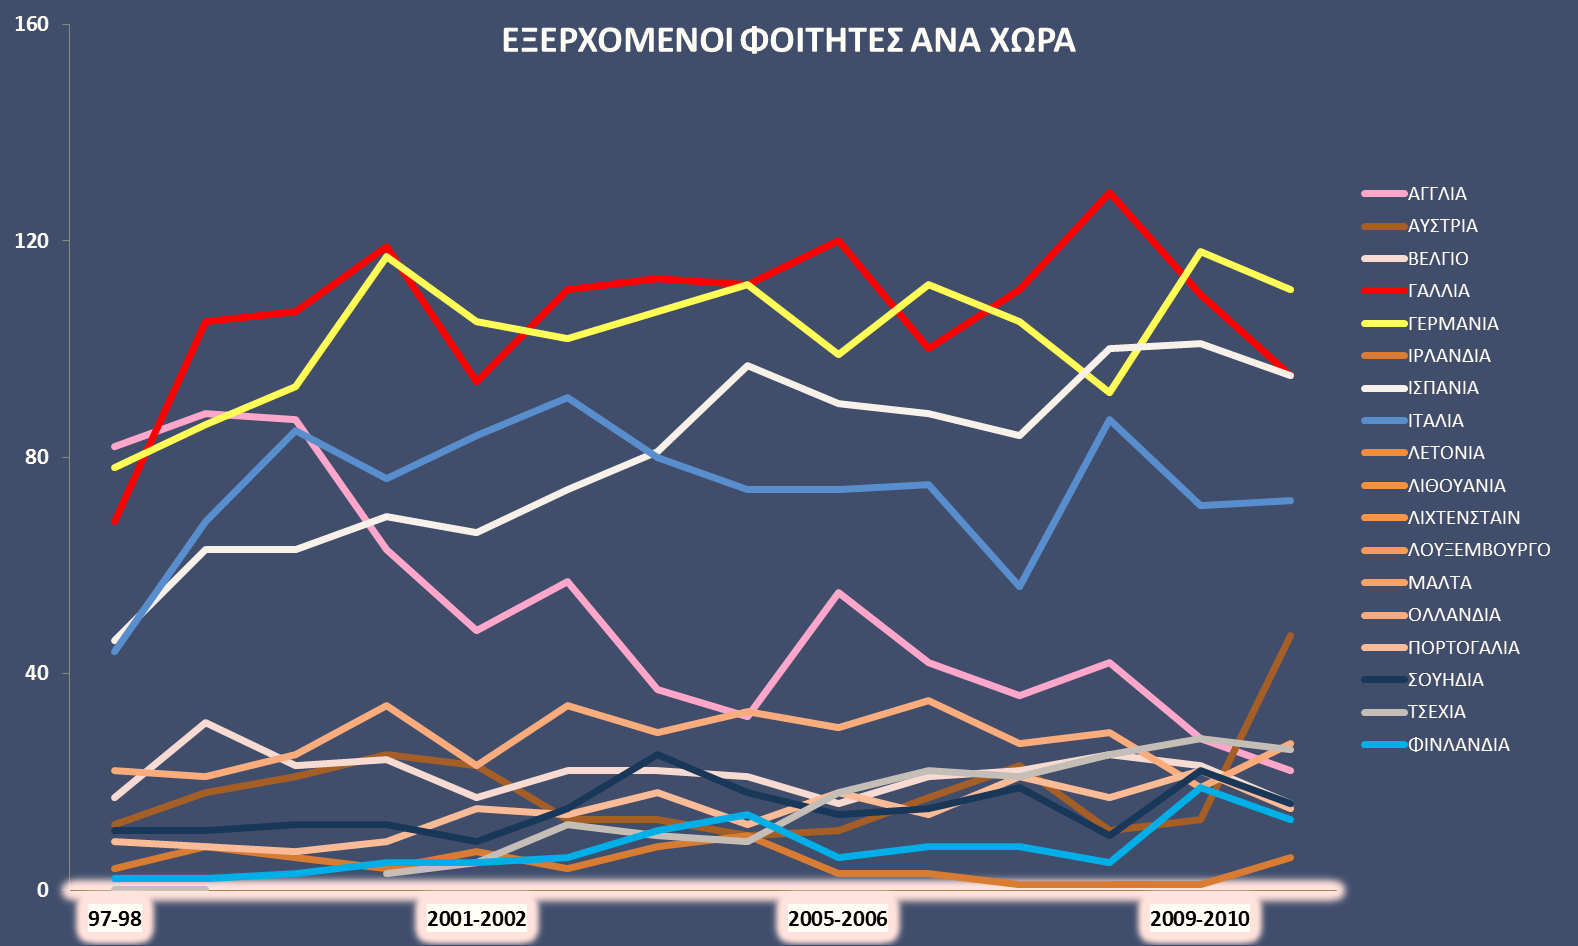 ΕΞΕΡΧΟΜΕΝΟΙ ΦΟΙΤΗΤΕΣ ΑΝΑ ΧΩΡΑ
160
120
80
40
0
97-98
2001-2002
2005-2006
2009-2010
ΑΓΓΛΙΑ
ΑΥΣΤΡΙΑ
ΒΕΛΓΙΟ
ΓΑΛΛΙΑ
ΓΕΡΜΑΝΙΑ
ΙΡΛΑΝΔΙΑ
ΙΣΠΑΝΙΑ
ΙΤΑΛΙΑ
ΛΕΤΟΝΙΑ
ΛΙΘΟΥΑΝΙΑ
ΛΙΧΤΕΝΣΤΑΙΝ
ΛΟΥΞΕΜΒΟΥΡΓΟ
ΜΑΛΤΑ
ΟΛΛΑΝΔΙΑ
ΠΟΡΤΟΓΑΛΙΑ
ΣΟΥΗΔΙΑ
ΤΣΕΧΙΑ
ΦΙΝΛΑΝΔΙΑ